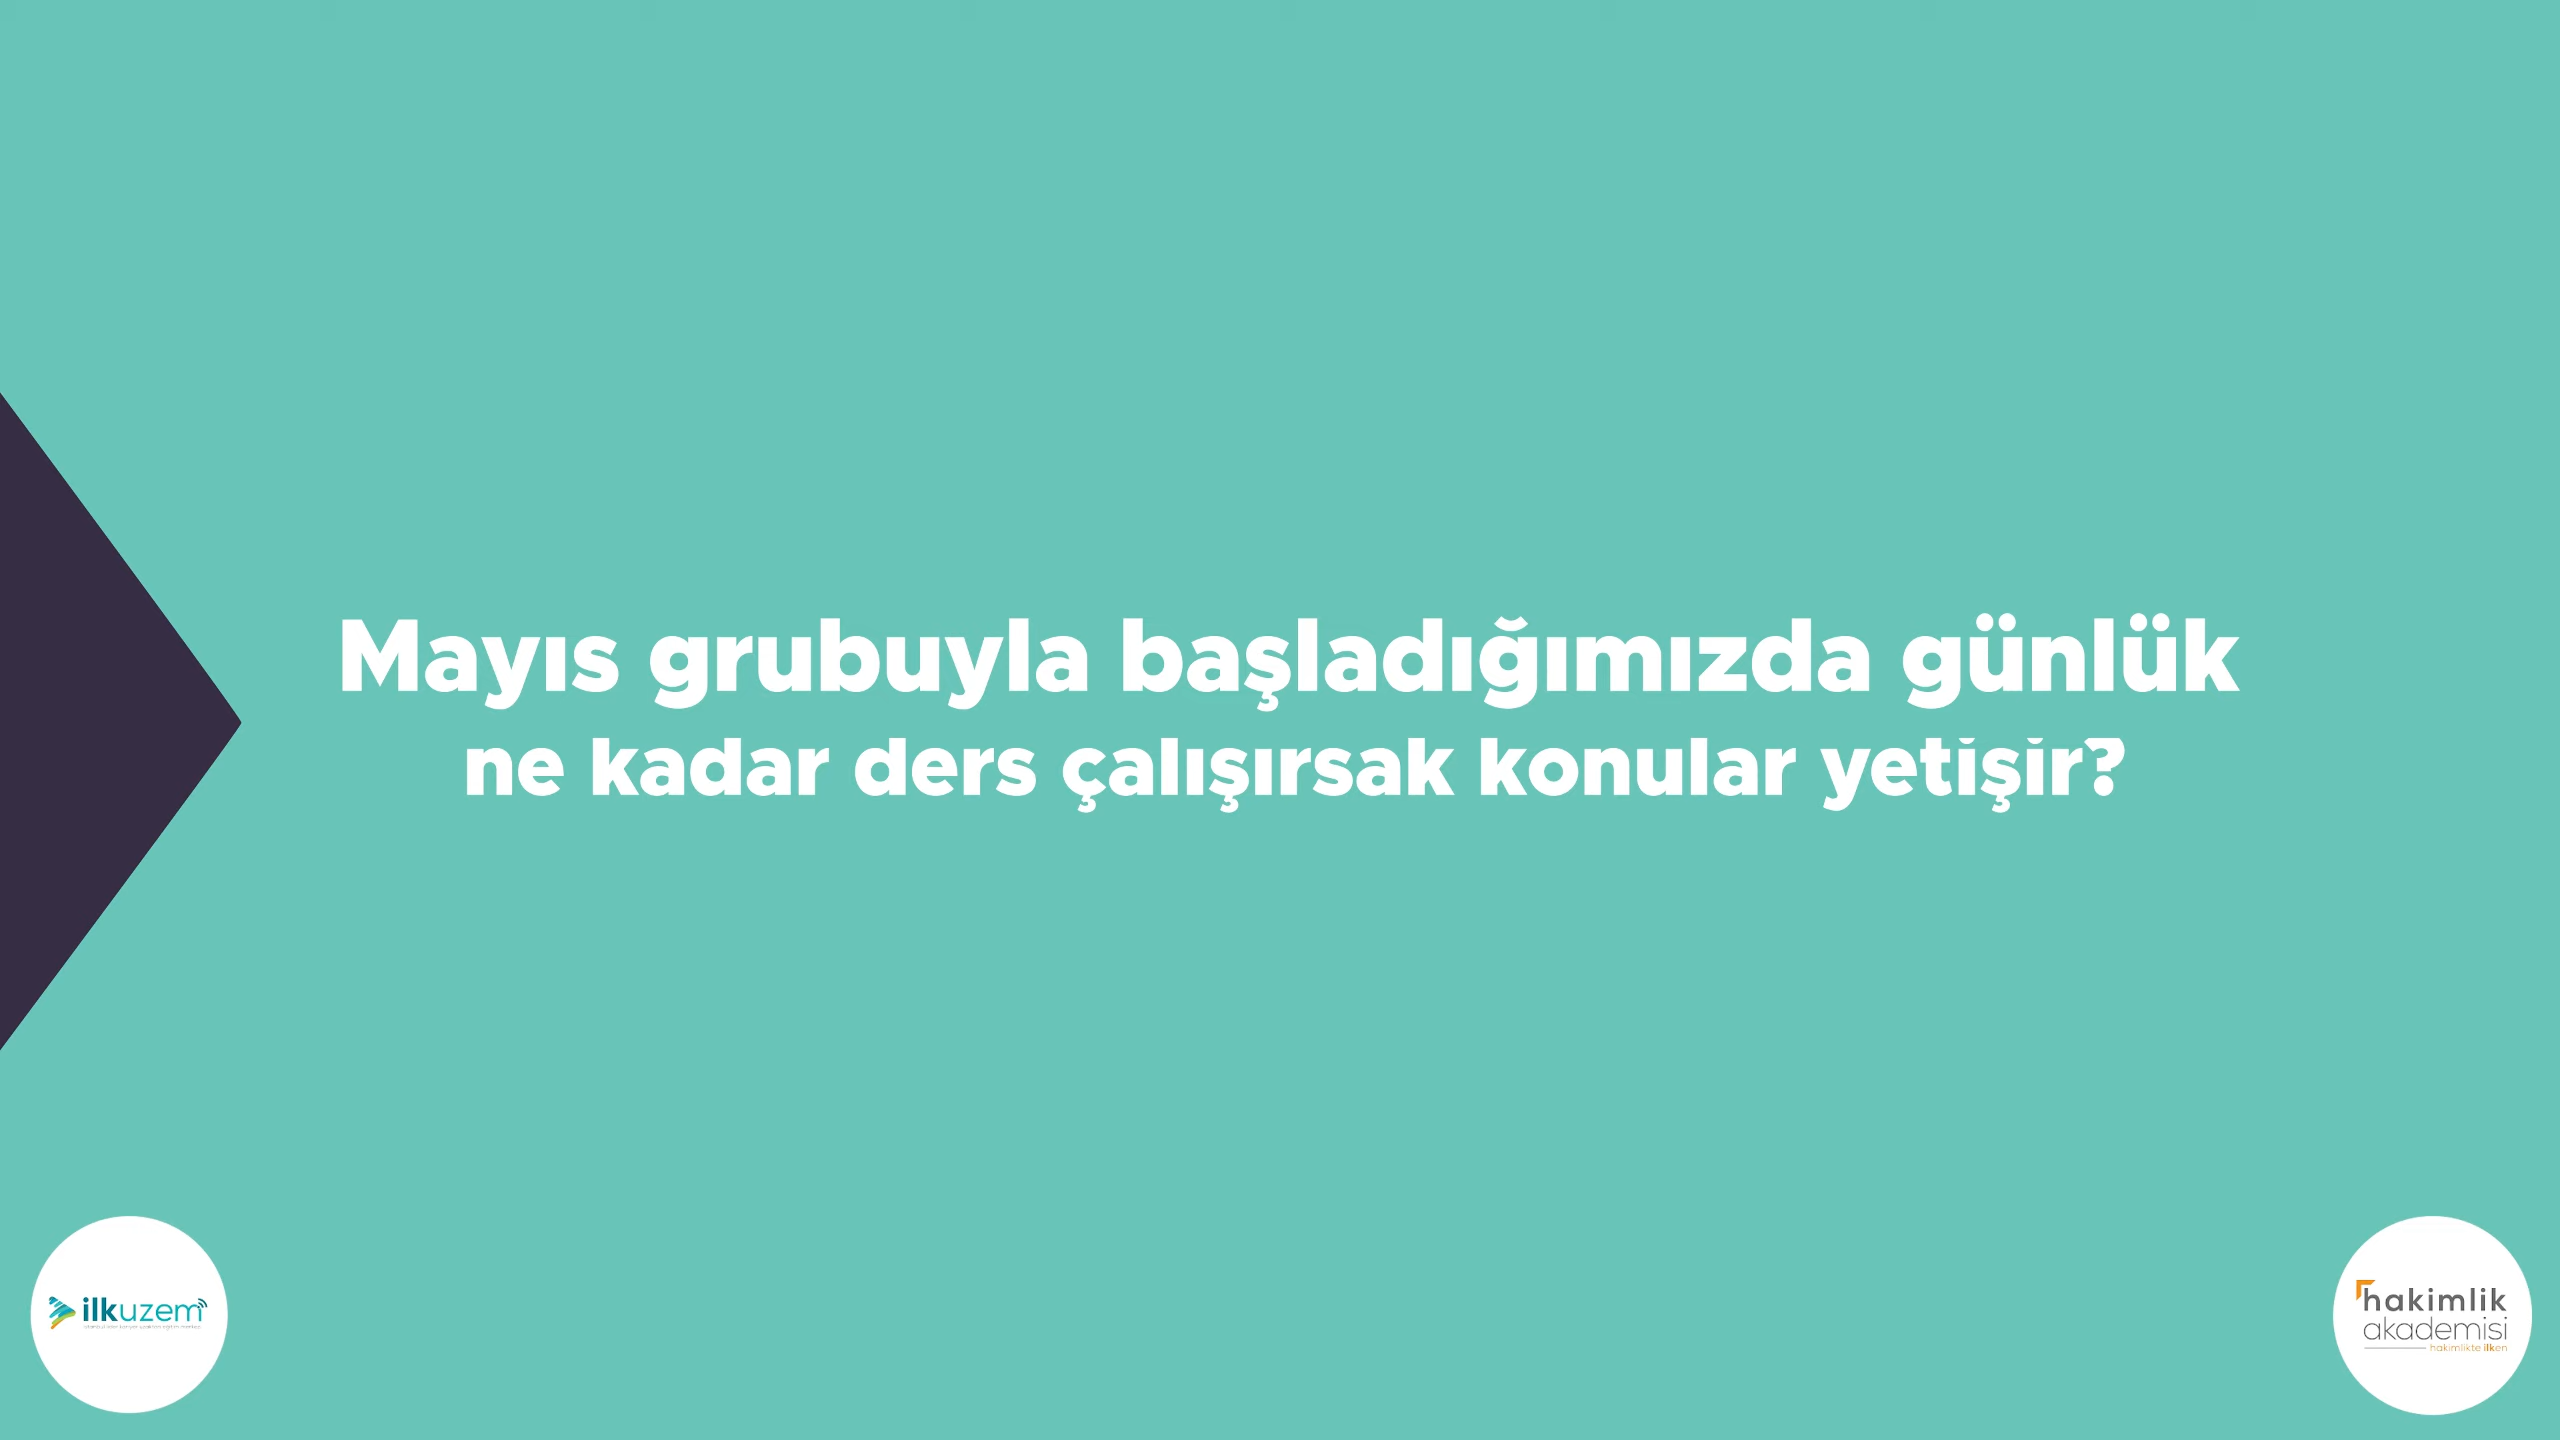 Mayıs grubuyla başladığımızda günlük
ne kadar ders çalışırsak konular yetişir?
ilkuzem
hakimlik
akademisi
hakimlikte ilken